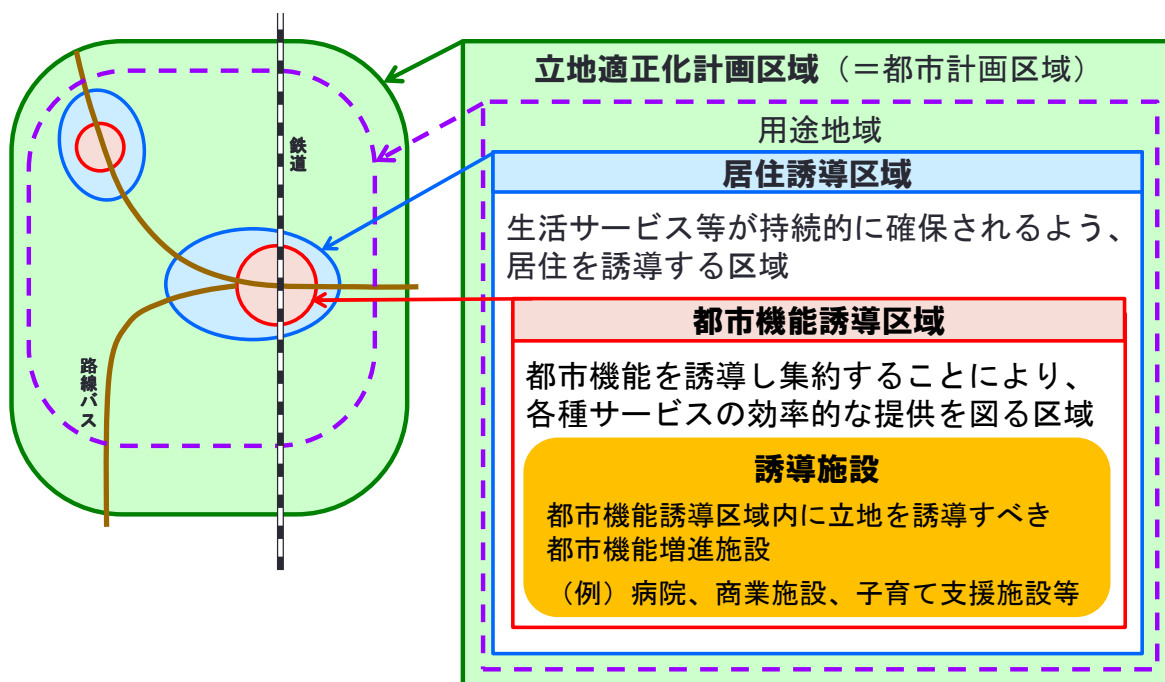 鉄道
路線バス
立地適正化計画区域（＝都市計画区域）
用途地域
居住誘導区域
生活サービス等が持続的に確保されるよう、
居住を誘導する区域
都市機能誘導区域
都市機能を誘導し集約することにより、
各種サービスの効率的な提供を図る区域
誘導施設
都市機能誘導区域内に立地を誘導すべき
都市機能増進施設
（例）病院、商業施設、子育て支援施設等